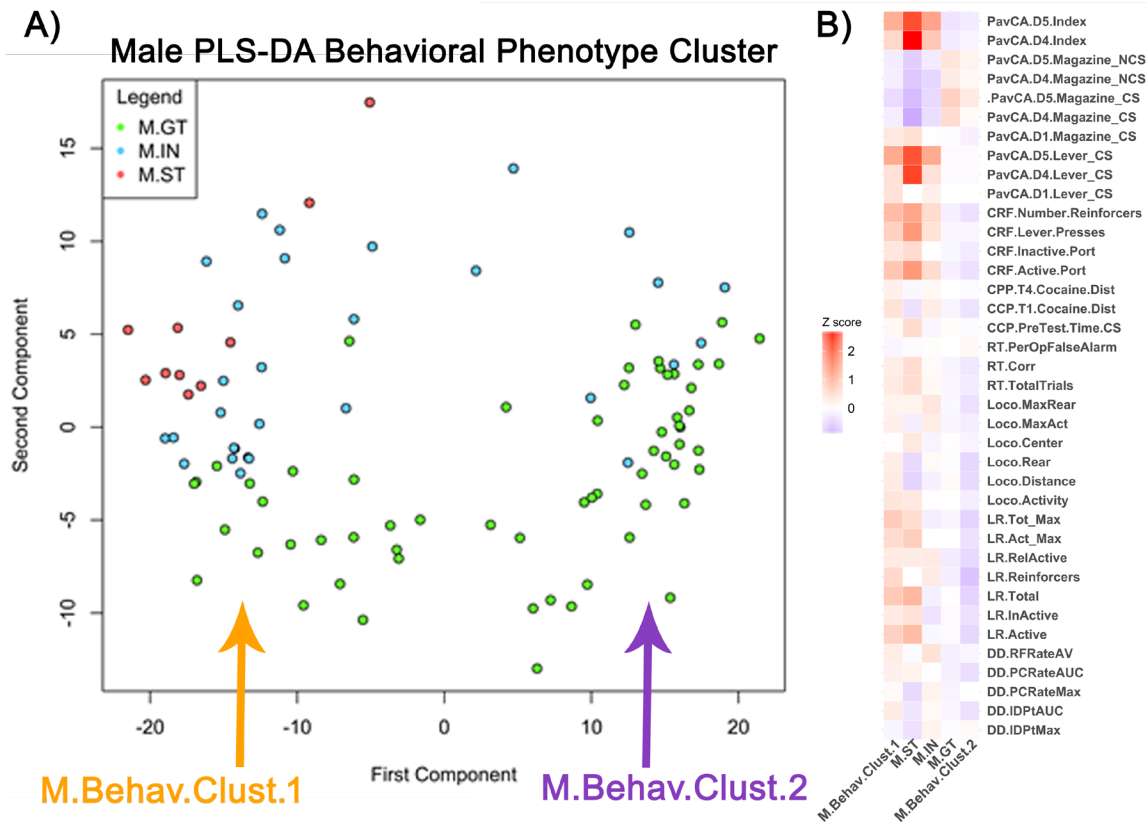 A)
Male PLS-DA Behavioral Phenotype Cluster
Legend
M.GT
M.IN
M.ST
Second Component
15
10
5
0
-5
-10
-20
-10
0
10
20
First Component
M.Behav.Clust.1
M.Behav.Clust.2
B)
PavCA.D5.Index
PavCA.D4.Index
PavCA.D5.Magazine_NCS
PavCA.D4.Magazine_NCS
.PavCA.D5.Magazine_CS
PavCA.D4.Magazine_CS
PavCA.D1.Magazine_CS
PavCA.D5.Lever_CS
PavCA.D4.Lever_CS
PavCA.D1.Lever_CS
CRF.Number.Reinforcers
CRF.Lever.Presses
CRF.Inactive.Port
CRF.Active.Port
CPP.T4.Cocaine.Dist
CCP.T1.Cocaine.Dist
CCP.PreTest.Time.CS
RT.PerOpFalseAlarm
RT.Corr
RT.TotalTrials
Loco.MaxRear
Loco.MaxAct
Loco.Center
Loco.Rear
Loco.Distance
Loco.Activity
LR.Tot_Max
LR.Act_Max
LR.RelActive
LR.Reinforcers
LR.Total
LR.InActive
LR.Active
DD.RFRateAV
DD.PCRateAUC
DD.PCRateMax
DD.IDPtAUC
DD.IDPtMax
Z score
2
1
0
M.Behav.Clust.1
M.ST
M.IN
M.GT
M.Behav.Clust.2